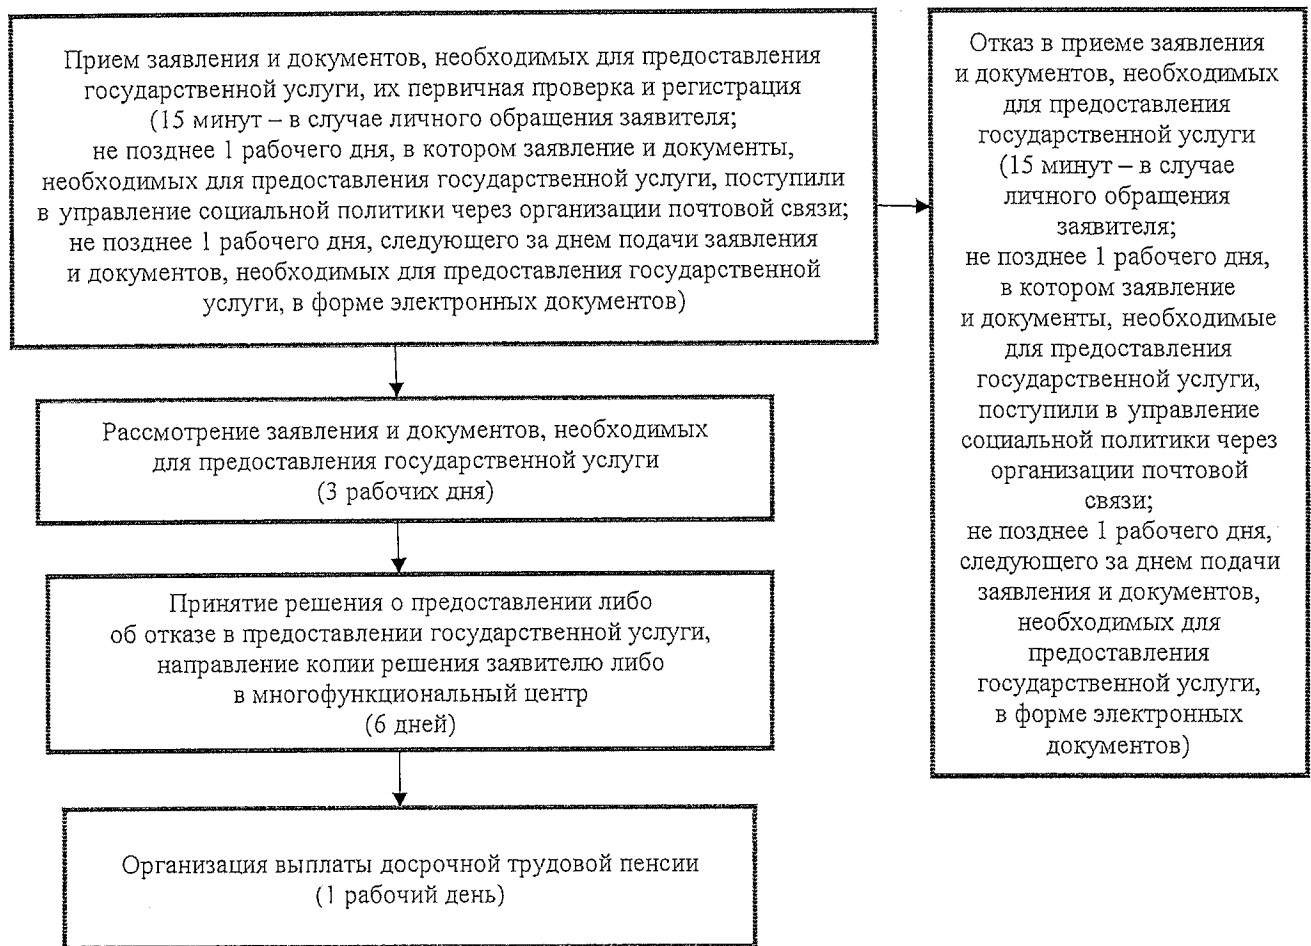 Прием заявления и документов, необходимых для предоставления
государственной услуги, их первичная проверка и регистрация
(15 минут – в случае личного обращения заявителя;
не позднее 1 рабочего дня, в котором заявление и документы,
необходимых для предоставления государственной услуги, поступили
в управление социальной политики через организации почтовой связи;
не позднее 1 рабочего дня, следующего за днем подачи заявления
и документов, необходимых для предоставления государственной
услуги, в форме электронных документов)
Отказ в приеме заявления
и документов, необходимых
для предоставления
государственной услуги
(15 минут – в случае
личного обращения
заявителя;
не позднее 1 рабочего дня,
в котором заявление
и документы, необходимые
для предоставления
государственной услуги,
поступили в управление
социальной политики через
организации почтовой
связи;
не позднее 1 рабочего дня,
следующего за днем подачи
заявления и документов,
необходимых для
предоставления
государственной услуги,
в форме электронных
документов)
Рассмотрение заявления и документов, необходимых
для предоставления государственной услуги
(3 рабочих дня)
Принятие решения о предоставлении либо
об отказе в предоставлении государственной услуги,
направление копии решения заявителю либо
в многофункциональный центр
(6 дней)
Организация выплаты досрочной трудовой пенсии
(1 рабочий день)